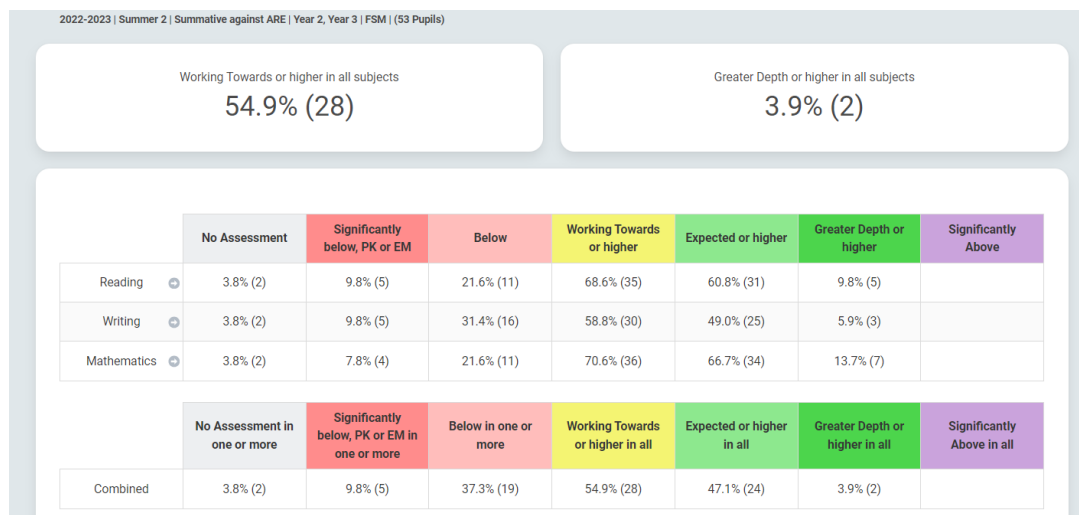 2022-2023 | Summer 2 | Summative against ARE | Year 2, Year 3 | FSM | (53 Pupils)
Working Towards or higher in all subjects
54.9% (28)
Greater Depth or higher in all subjects
3.9% (2)
No Assessment
Significantly
below, PK or EM
Below
Working Towards
or higher
Expected or higher
Greater Depth or
higher
Significantly
Above
Reading 3.8% (2) 9.8% (5) 21.6% (11) 68.6% (35) 60.8% (31) 9.8% (5)
Writing 3.8% (2) 9.8% (5) 31.4% (16) 58.8% (30) 49.0% (25) 5.9% (3)
Mathematics 3.8% (2) 7.8% (4) 21.6% (11) 70.6% (36) 66.7% (34) 13.7% (7)
No Assessment in
one or more
Significantly
below, PK or EM in
one or more
Below in one or
more
Working Towards
or higher in all
Expected or higher
in all
Greater Depth or
higher in all
Significantly
Above in all
Combined 3.8% (2) 9.8% (5) 37.3% (19) 54.9% (28) 47.1% (24) 3.9% (2)